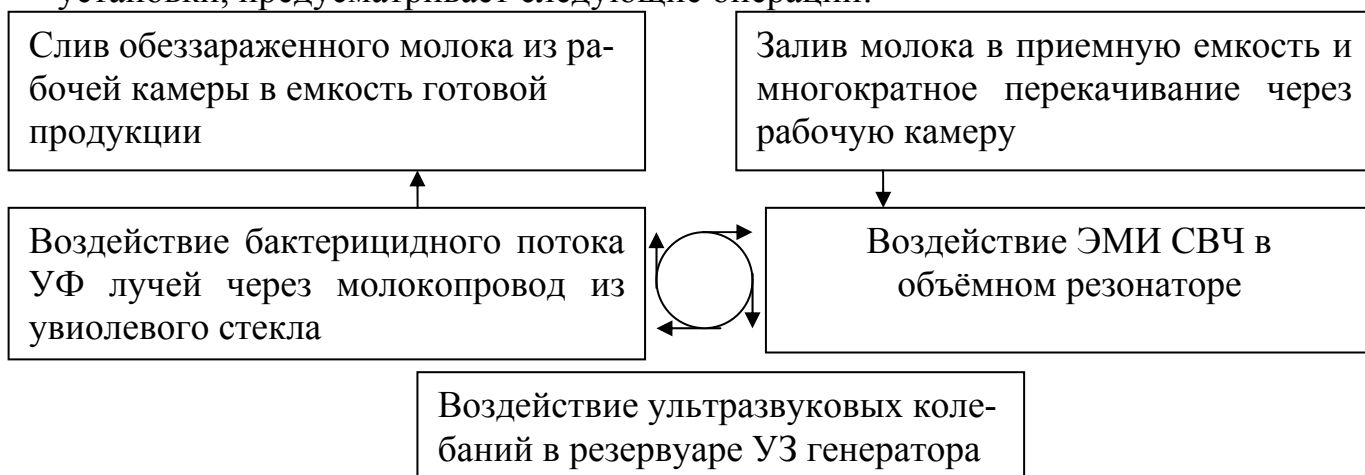 установки, предусматривает следующие операции:
Слив обеззараженного молока из ра-
бочей камеры в емкость готовой
продукции
Залив молока в приемную емкость и
многократное перекачивание через
рабочую камеру
Воздействие бактерицидного потока
УФ лучей через молокопровод из
увиолевого стекла
Воздействие ЭМИ СВЧ в
объёмном резонаторе
Воздействие ультразвуковых коле-
баний в резервуаре УЗ генератора